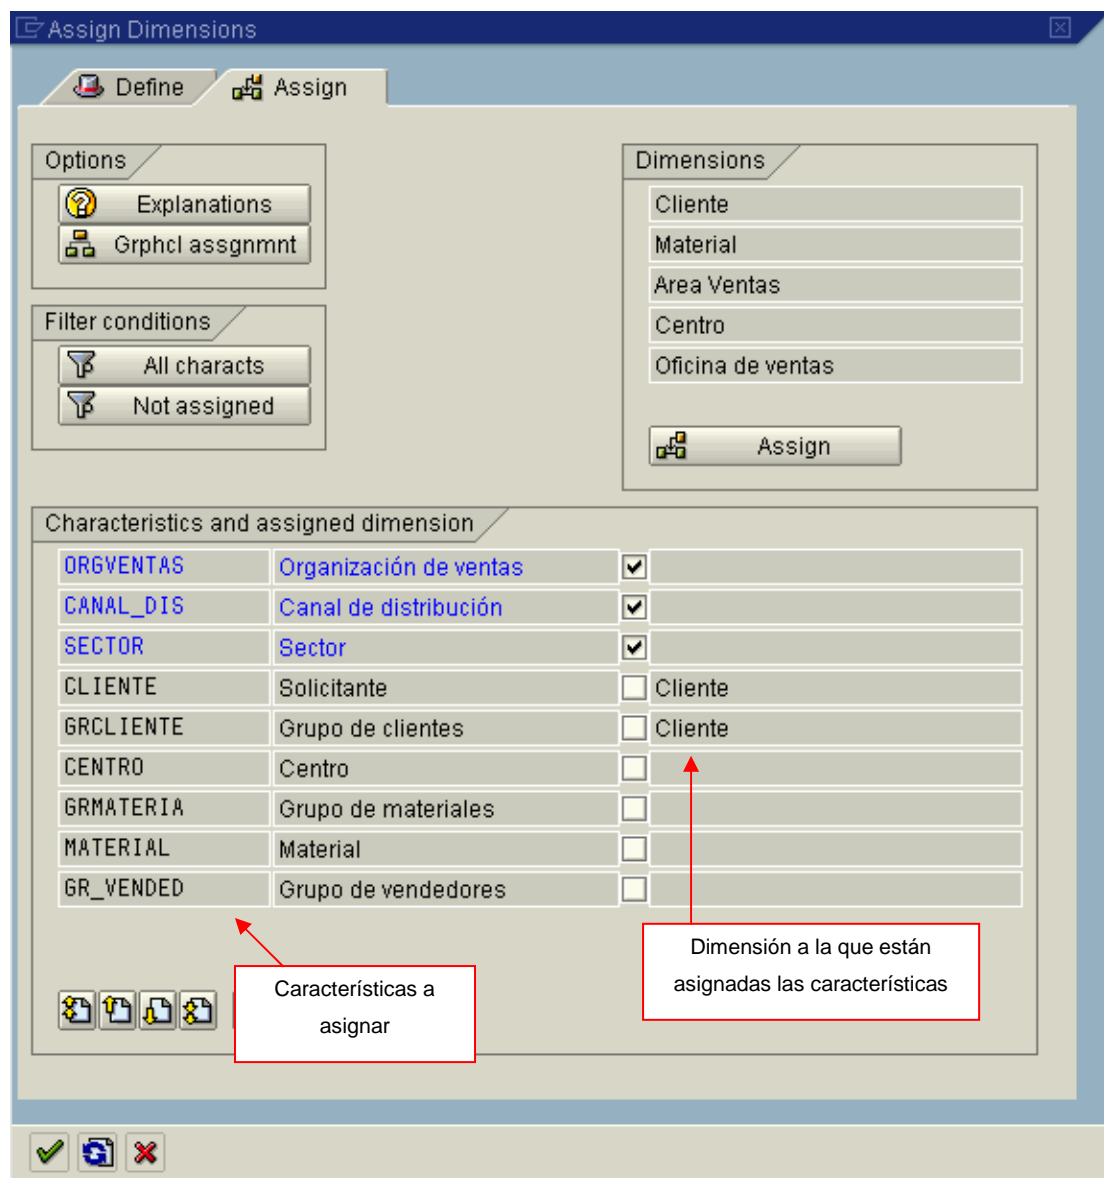 Assign Dimensions
Define
Assign
Options
Explanations
Grphcl assgnmnt
Filter conditions
All characts
Not assigned
Dimensions
Cliente
Material
Area Ventas
Centro
Oficina de ventas
Assign
Characteristics and assigned dimension
ORGVENTAS Organización de ventas
CANAL_DIS Canal de distribución
SECTOR Sector
CLIENTE Solicitante Cliente
GRCLIENTE Grupo de clientes Cliente
CENTRO Centro
GRMATERIA Grupo de materiales
MATERIAL Material
GR_VENDED Grupo de vendedores
Dimensión a la que están
asignadas las características
Características a
asignar